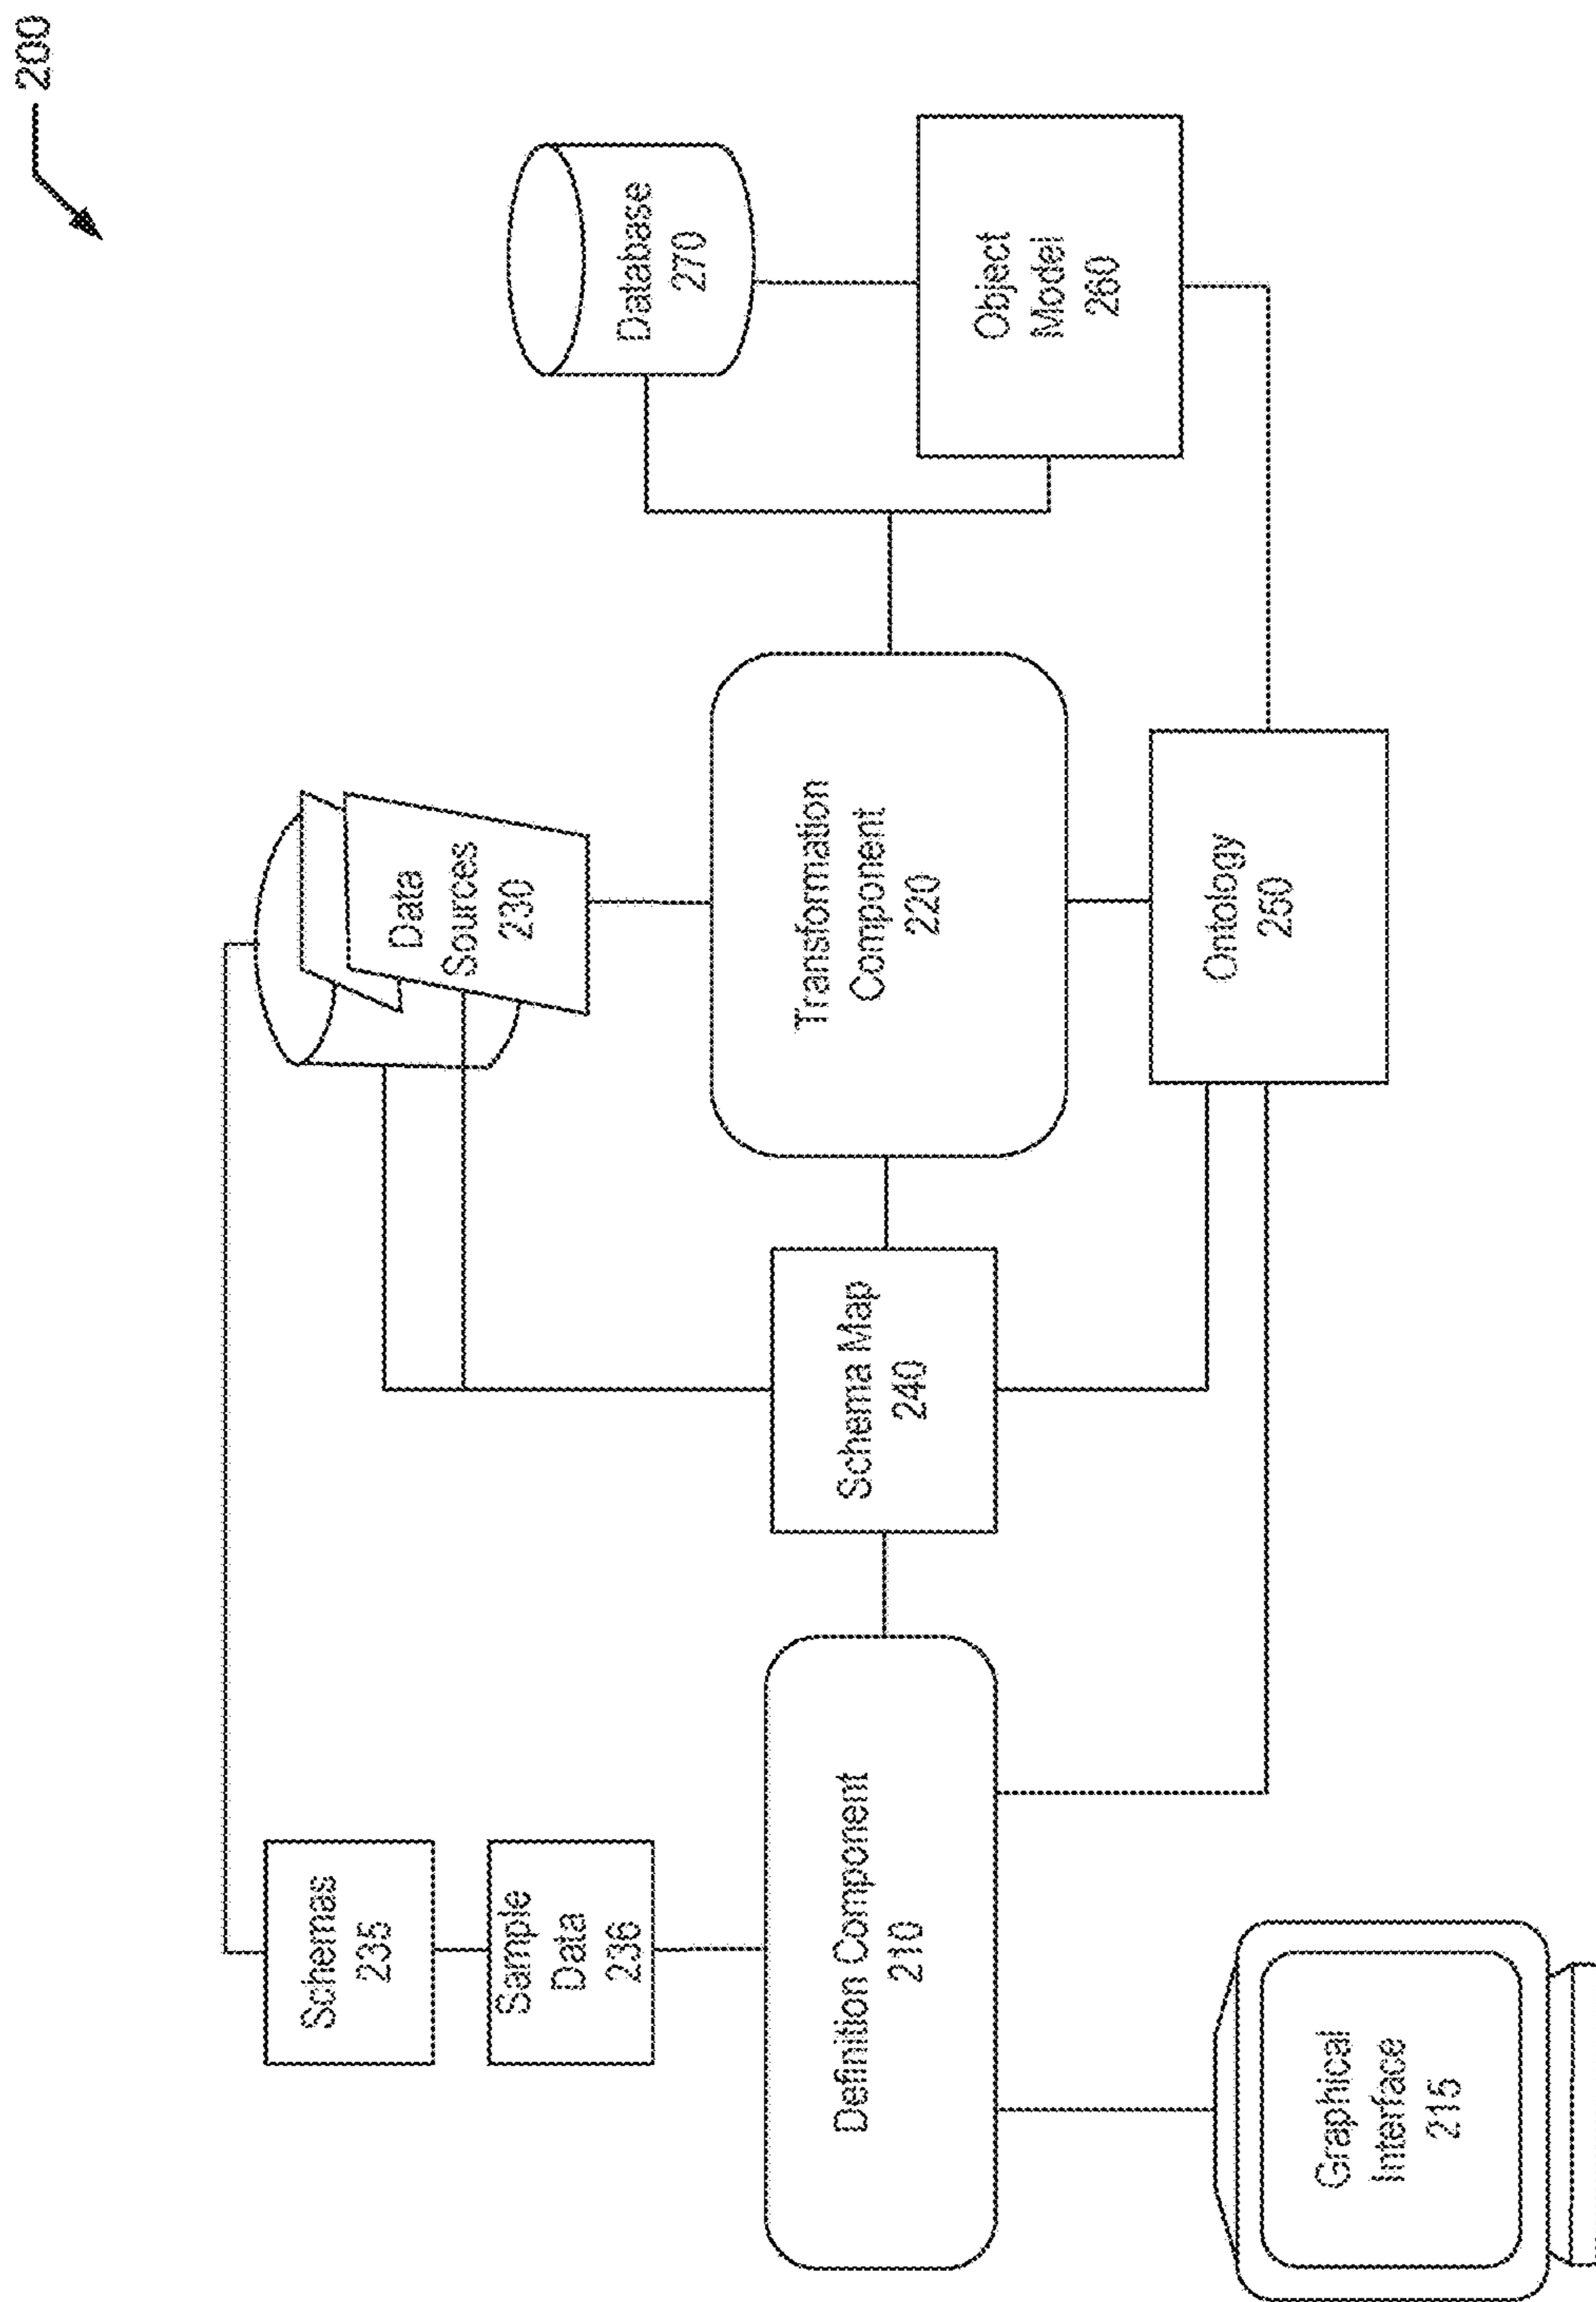 200
Schemas
235
Sample
Data
236
Data
Sources
230
Database
270
Definition Component
210
Schema Map
240
Transformation
Component
220
Object
Model
260
Graphical
Interface
215
Ontology
250